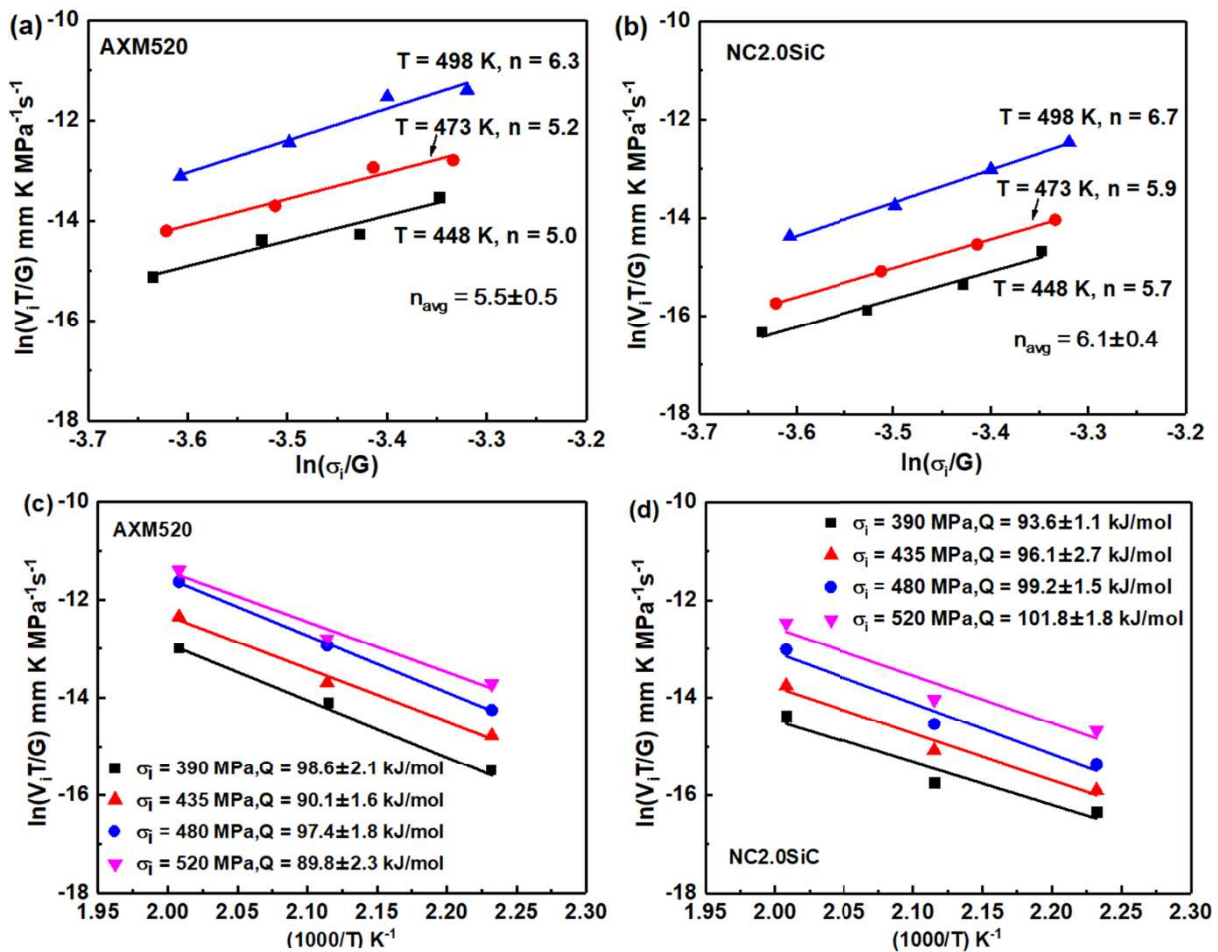 (a)
AXM520
T = 498 K, n = 6.3
T = 473 K, n = 5.2
T = 448 K, n = 5.0
n_avg = 5.5±0.5
ln(V_iT/G) mm K MPa⁻¹s⁻¹
-10
-12
-14
-16
-18
-3.7 -3.6 -3.5 -3.4 -3.3 -3.2
ln(σ_i/G)
(b)
NC2.0SiC
T = 498 K, n = 6.7
T = 473 K, n = 5.9
T = 448 K, n = 5.7
n_avg = 6.1±0.4
ln(V_iT/G) mm K MPa⁻¹s⁻¹
-10
-12
-14
-16
-18
-3.7 -3.6 -3.5 -3.4 -3.3 -3.2
ln(σ_i/G)
(c)
AXM520
σ_i = 390 MPa,Q = 98.6±2.1 kJ/mol
σ_i = 435 MPa,Q = 90.1±1.6 kJ/mol
σ_i = 480 MPa,Q = 97.4±1.8 kJ/mol
σ_i = 520 MPa,Q = 89.8±2.3 kJ/mol
ln(V_iT/G) mm K MPa⁻¹s⁻¹
-10
-12
-14
-16
-18
1.95 2.00 2.05 2.10 2.15 2.20 2.25 2.30
(1000/T) K⁻¹
(d)
σ_i = 390 MPa,Q = 93.6±1.1 kJ/mol
σ_i = 435 MPa,Q = 96.1±2.7 kJ/mol
σ_i = 480 MPa,Q = 99.2±1.5 kJ/mol
σ_i = 520 MPa,Q = 101.8±1.8 kJ/mol
NC2.0SiC
ln(V_iT/G) mm K MPa⁻¹s⁻¹
-10
-12
-14
-16
-18
1.95 2.00 2.05 2.10 2.15 2.20 2.25 2.30
(1000/T) K⁻¹